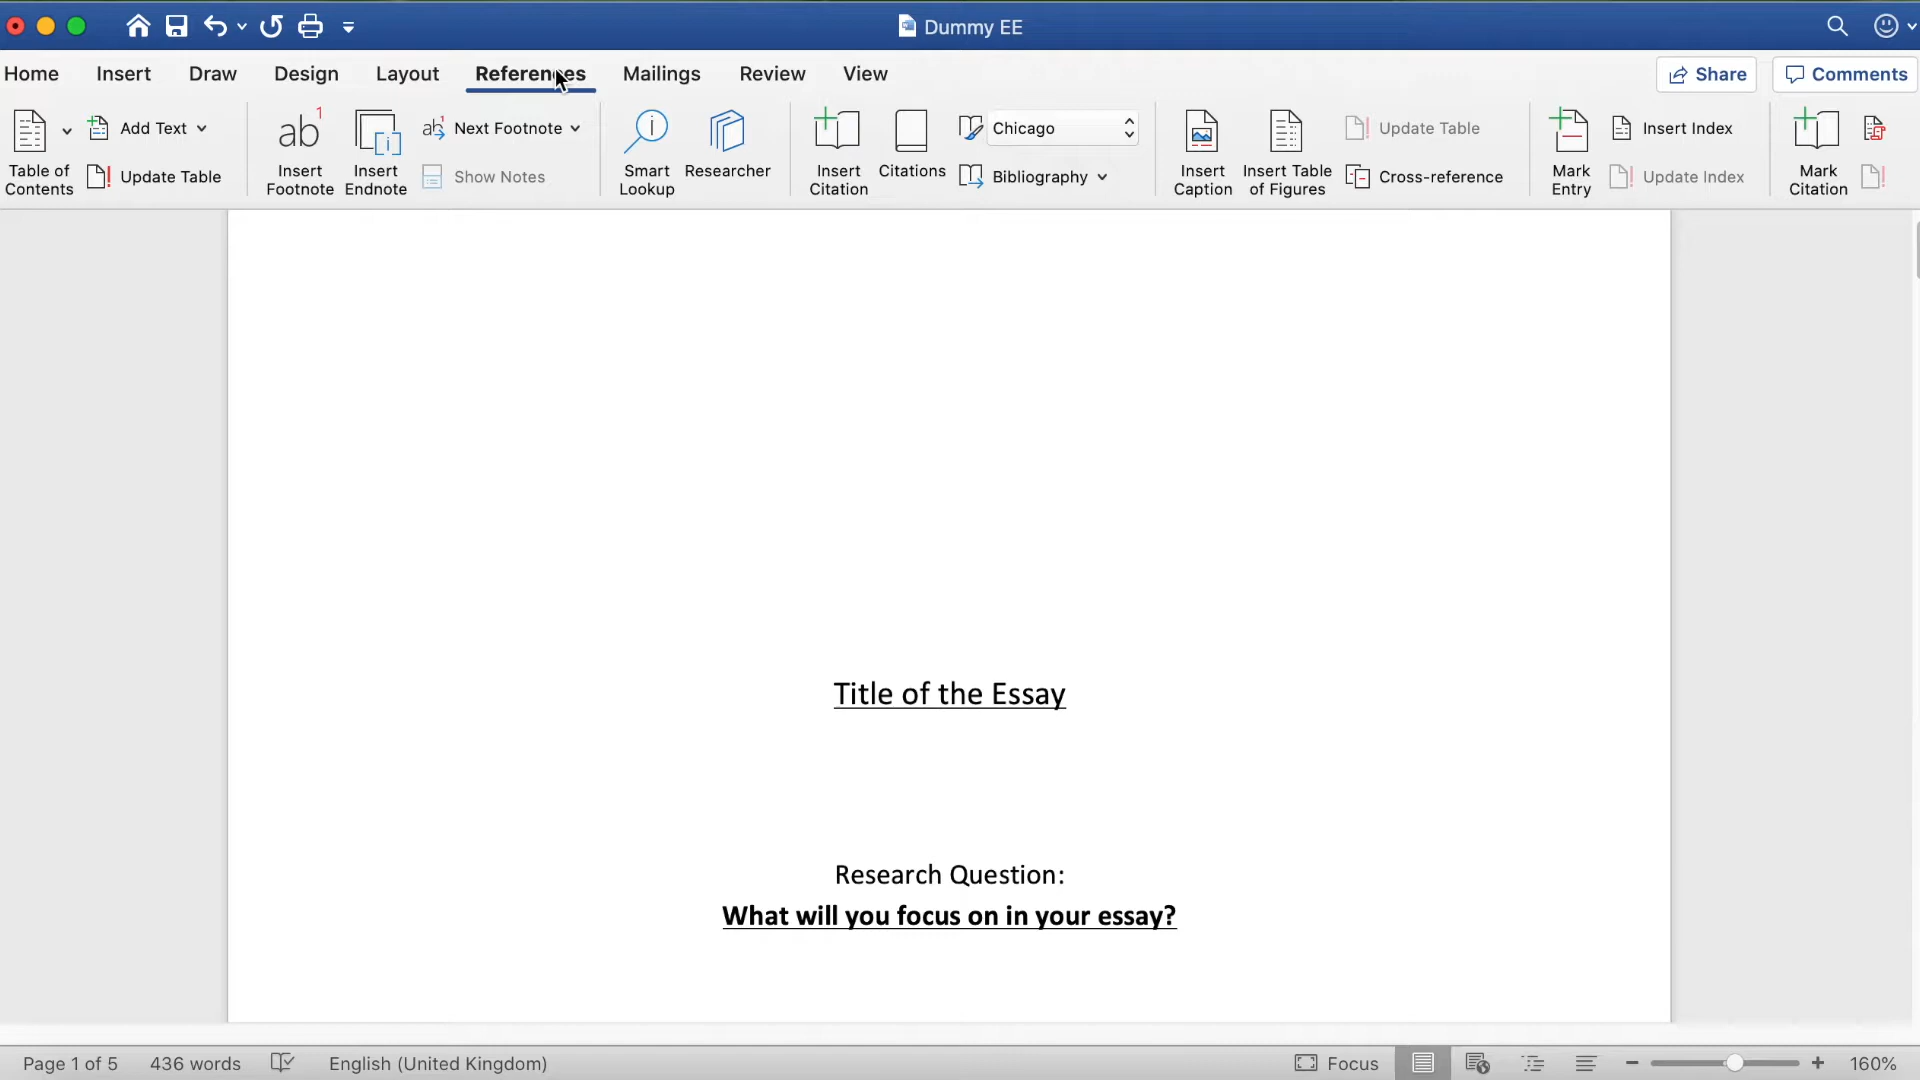 Dummy EE
Home Insert Draw Design Layout References Mailings Review View Share Comments
Table of Contents
Add Text
Update Table
ab 1
Insert Footnote
Insert Endnote
Next Footnote
Show Notes
Smart Lookup
Researcher
Insert Citation
Citations
Chicago
Bibliography
Insert Caption
Insert Table of Figures
Update Table
Cross-reference
Mark Entry
Insert Index
Update Index
Mark Citation
Title of the Essay
Research Question:
What will you focus on in your essay?
Page 1 of 5 436 words English (United Kingdom) Focus 160%